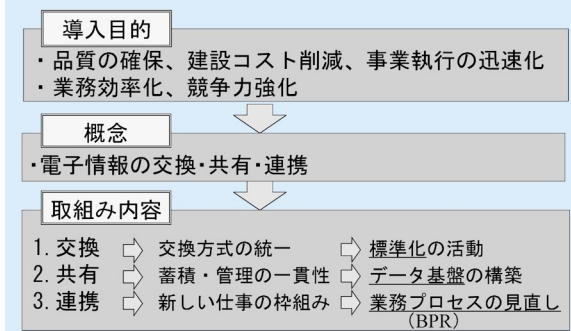 導入目的
・品質の確保、建設コスト削減、事業執行の迅速化
・業務効率化、競争力強化
概念
・電子情報の交換・共有・連携
取組み内容
1. 交換 交換方式の統一 標準化の活動
2. 共有 蓄積・管理の一貫性 データ基盤の構築
3. 連携 新しい仕事の枠組み 業務プロセスの見直し
(BPR)